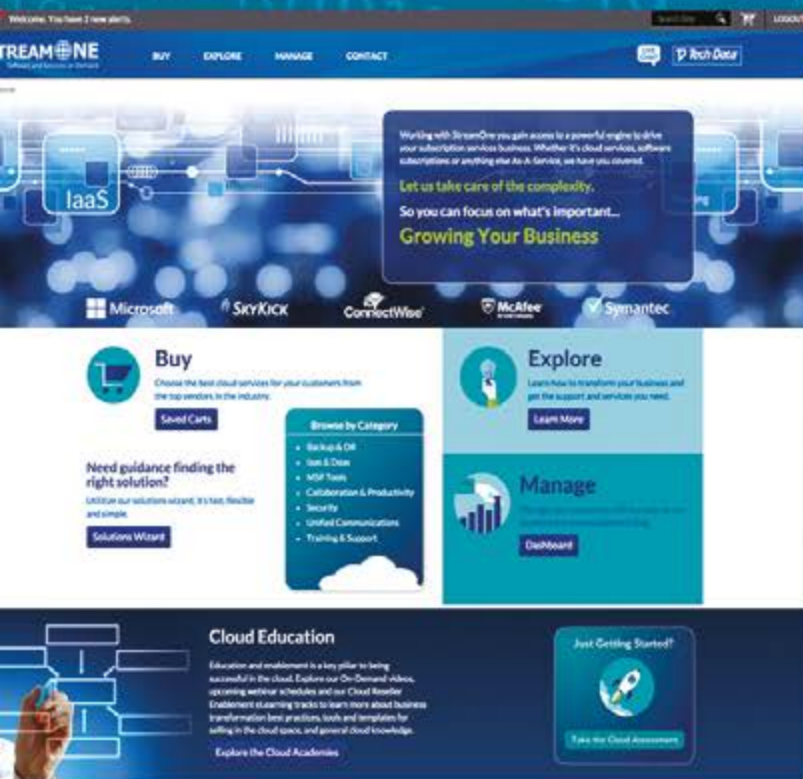 Welcome. You have 2 new alerts.
LOGOUT
TREAM NE
Software and Services on Demand
BUY
EXPLORE
MANAGE
CONTACT
LIVE CHAT
Tech Data
IaaS
Working with StreamOne you gain access to a powerful engine to drive
your subscription services business. Whether it's cloud services, software
subscriptions or anything else As-A-Service, we have you covered.
Let us take care of the complexity.
So you can focus on what's important...
Growing Your Business
Microsoft
SKYKICK
ConnectWise
McAfee
Symantec
Buy
Choose the best cloud services for your customers from
the top vendors in the industry.
Saved Carts
Need guidance finding the
right solution?
Utilize our solutions wizard. It's fast, flexible
and simple.
Solutions Wizard
Browse by Category
• Backup & DR
• Iaas & Daas
• MSP Tools
• Collaboration & Productivity
• Security
• Unified Communications
• Training & Support
Explore
Learn how to transform your business and
get the support and services you need.
Learn More
Manage
Dashboard
Cloud Education
Education and enablement is a key pillar to being
successful in the cloud. Explore our On-Demand videos,
upcoming webinar schedules and our Cloud Reseller
Enablement eLearning tracks to learn more about business
transformation best practices, tools and templates for
selling in the cloud space, and general cloud knowledge.
Explore the Cloud Academies
Just Getting Started?
Take the Cloud Assessment